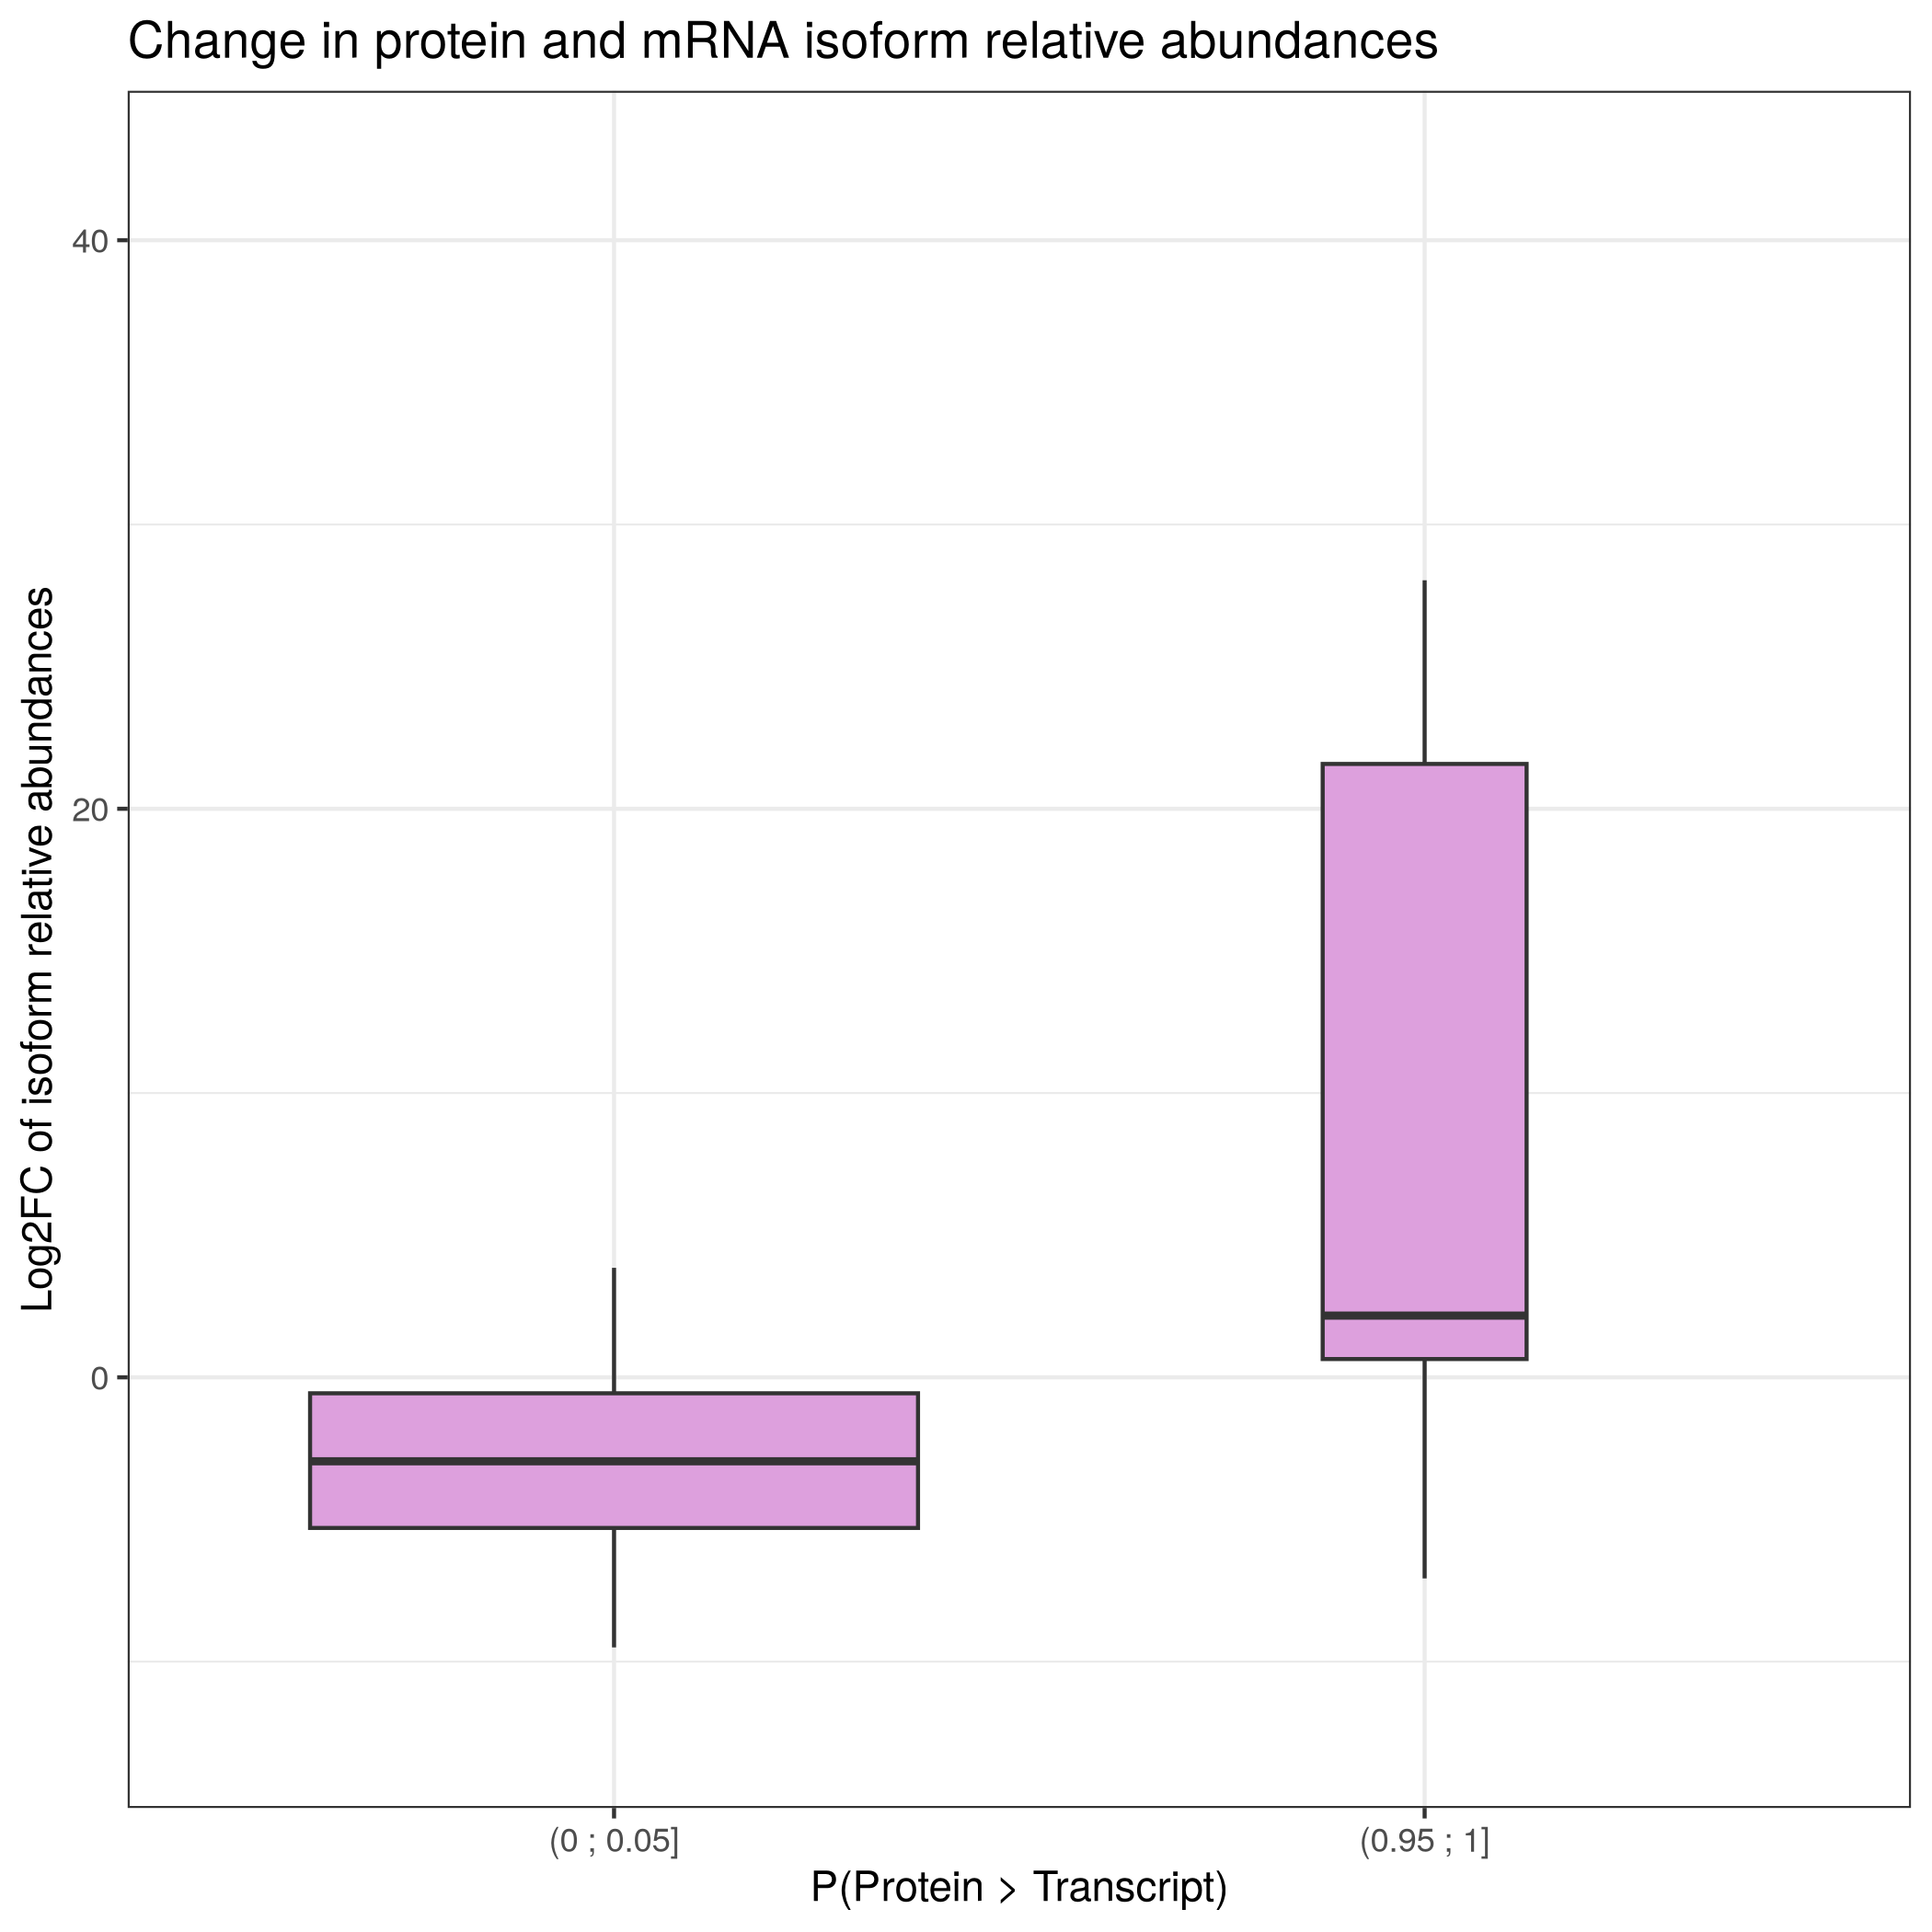 Change in protein and mRNA isoform relative abundances
Log2FC of isoform relative abundances
40
20
0
(0 ; 0.05]
(0.95 ; 1]
P(Protein > Transcript)